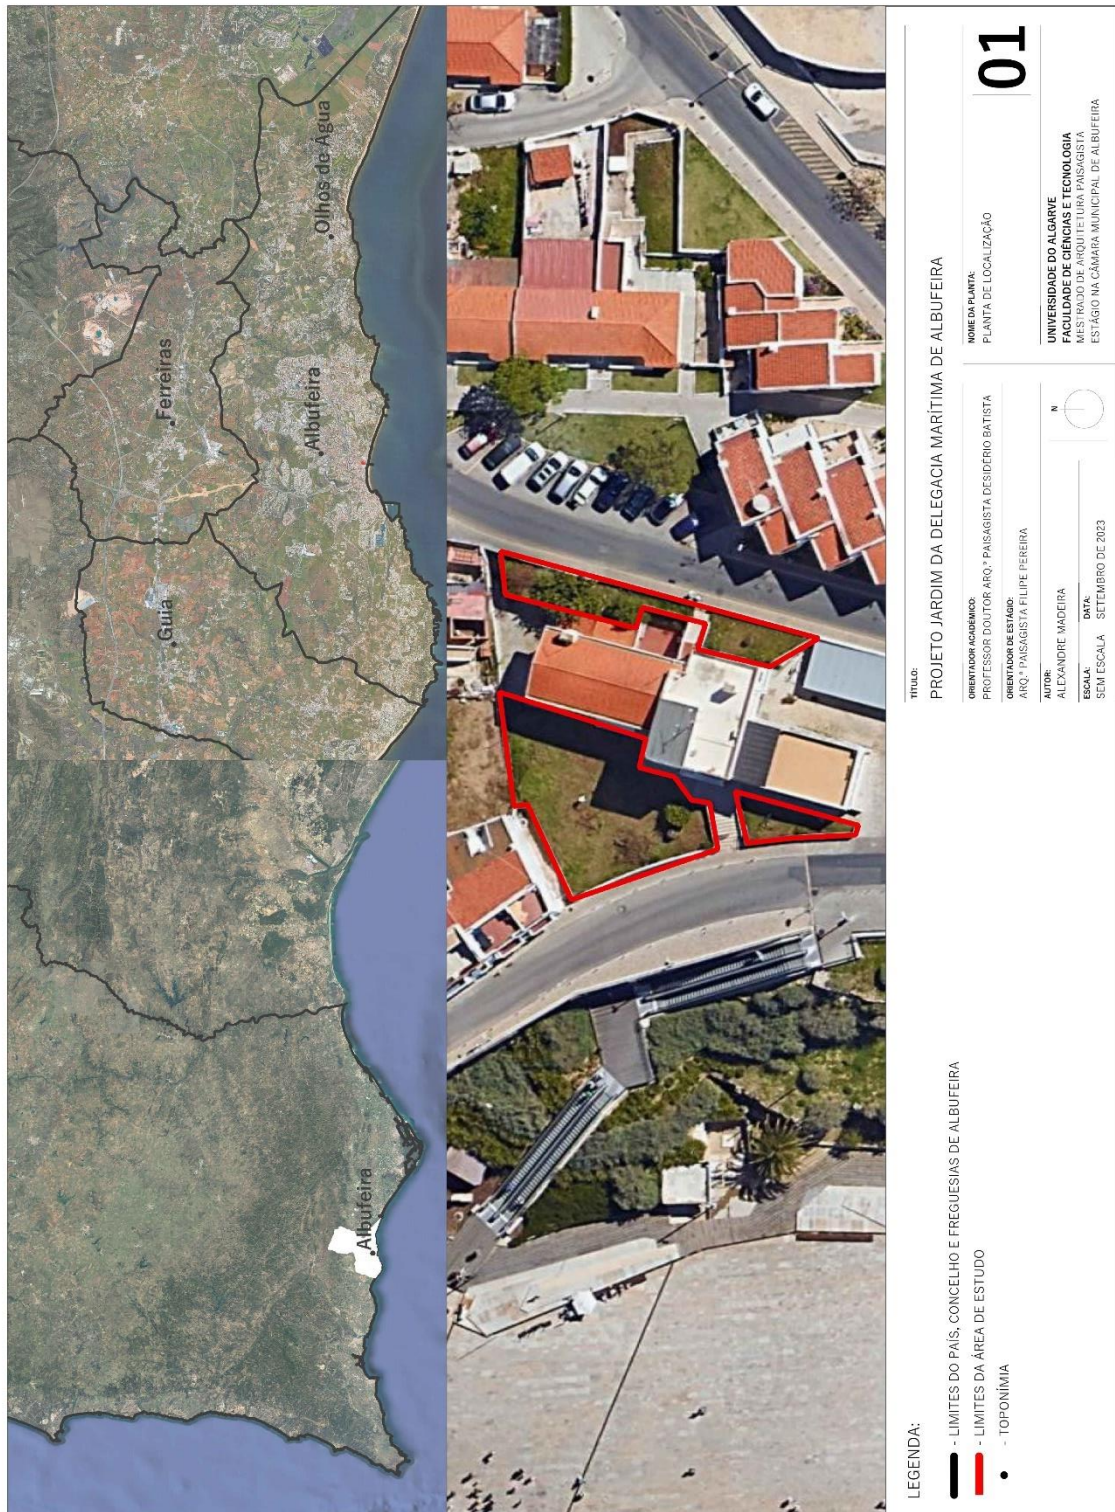 Albufeira
Guia
Ferreiras
Albufeira
Olhos de Água
LEGENDA:
- LIMITES DO PAÍS, CONCELHO E FREGUESIAS DE ALBUFEIRA
- LIMITES DA ÁREA DE ESTUDO
- TOPONÍMIA
TÍTULO:
PROJETO JARDIM DA DELEGACIA MARÍTIMA DE ALBUFEIRA
ORIENTADOR ACADÉMICO:
PROFESSOR DOUTOR ARQ.º PAISAGISTA DESIDÉRIO BATISTA
ORIENTADOR DE ESTÁGIO:
ARQ.º PAISAGISTA FILIPE PEREIRA
AUTOR:
ALEXANDRE MADEIRA
ESCALA:
SEM ESCALA
DATA:
SETEMBRO DE 2023
N
NOME DA PLANTA:
PLANTA DE LOCALIZAÇÃO
01
UNIVERSIDADE DO ALGARVE
FACULDADE DE CIÊNCIAS E TECNOLOGIA
MESTRADO DE ARQUITETURA PAISAGISTA
ESTÁGIO NA CÂMARA MUNICIPAL DE ALBUFEIRA